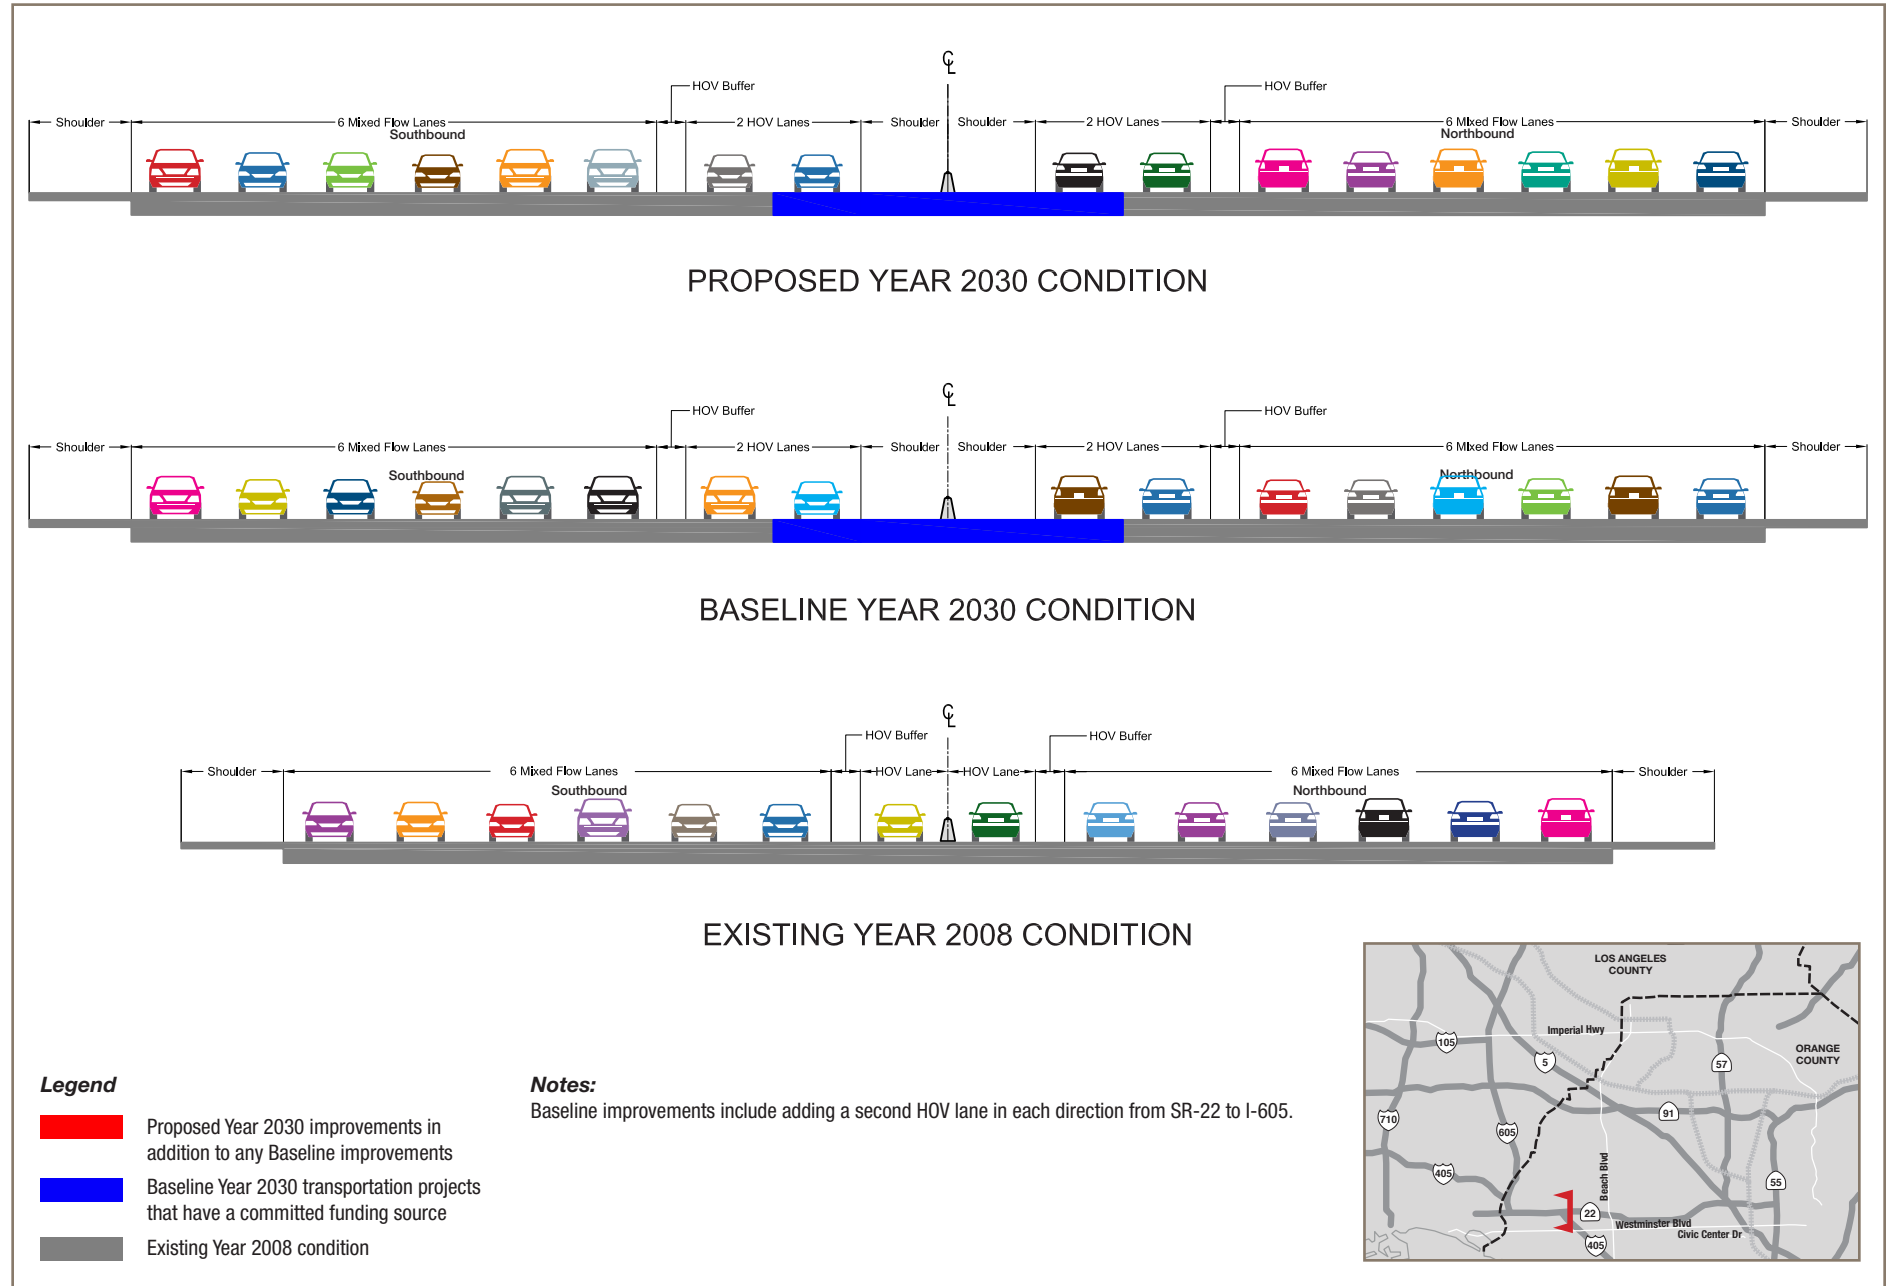 ℄
HOV Buffer
HOV Buffer
Shoulder
6 Mixed Flow Lanes
2 HOV Lanes
Shoulder
Shoulder
2 HOV Lanes
6 Mixed Flow Lanes
Shoulder
Southbound
Northbound
PROPOSED YEAR 2030 CONDITION
℄
HOV Buffer
HOV Buffer
Shoulder
6 Mixed Flow Lanes
2 HOV Lanes
Shoulder
Shoulder
2 HOV Lanes
6 Mixed Flow Lanes
Shoulder
Southbound
Northbound
BASELINE YEAR 2030 CONDITION
℄
HOV Buffer
HOV Buffer
Shoulder
6 Mixed Flow Lanes
HOV Lane
HOV Lane
6 Mixed Flow Lanes
Shoulder
Southbound
Northbound
EXISTING YEAR 2008 CONDITION
Legend
Proposed Year 2030 improvements in
addition to any Baseline improvements
Baseline Year 2030 transportation projects
that have a committed funding source
Existing Year 2008 condition
Notes:
Baseline improvements include adding a second HOV lane in each direction from SR-22 to I-605.
LOS ANGELES
COUNTY
Imperial Hwy
105
5
57
ORANGE
COUNTY
710
605
91
405
Beach Blvd
55
22
Westminster Blvd
Civic Center Dr
405